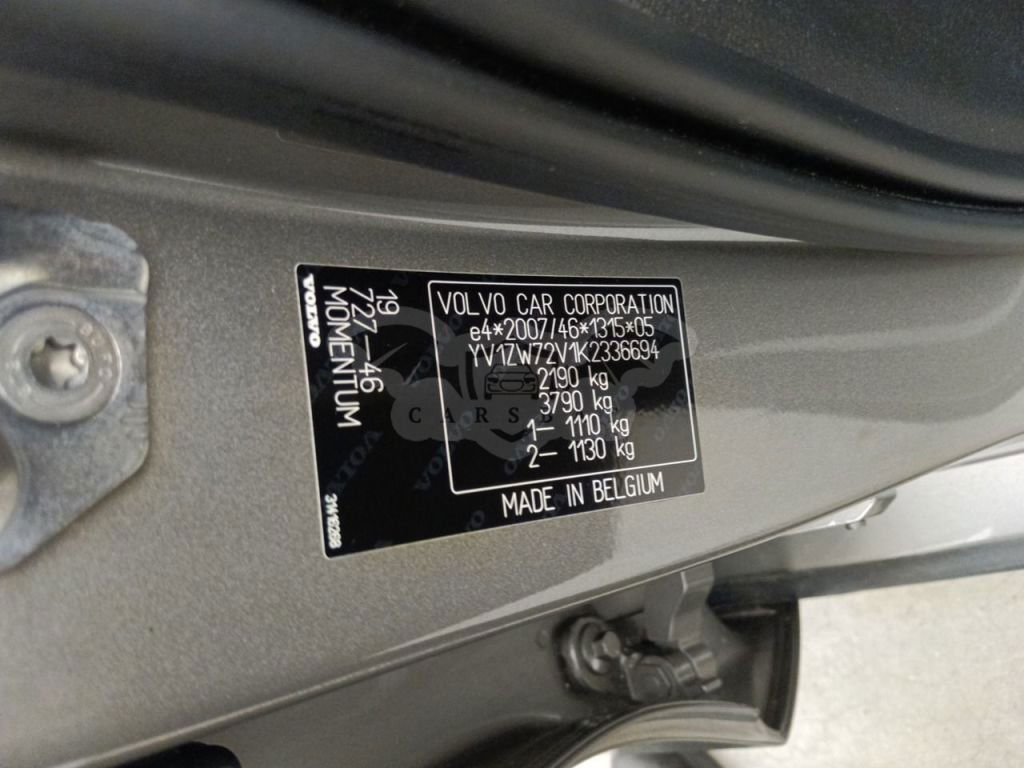 VOLVO
19
727-46
MOMENTUM
VOLVO CAR CORPORATION
e4*2007/46*1315*05
YV1ZW72V1K2336694
2190 kg
3790 kg
1- 1110 kg
2- 1130 kg
MADE IN BELGIUM
CARSB